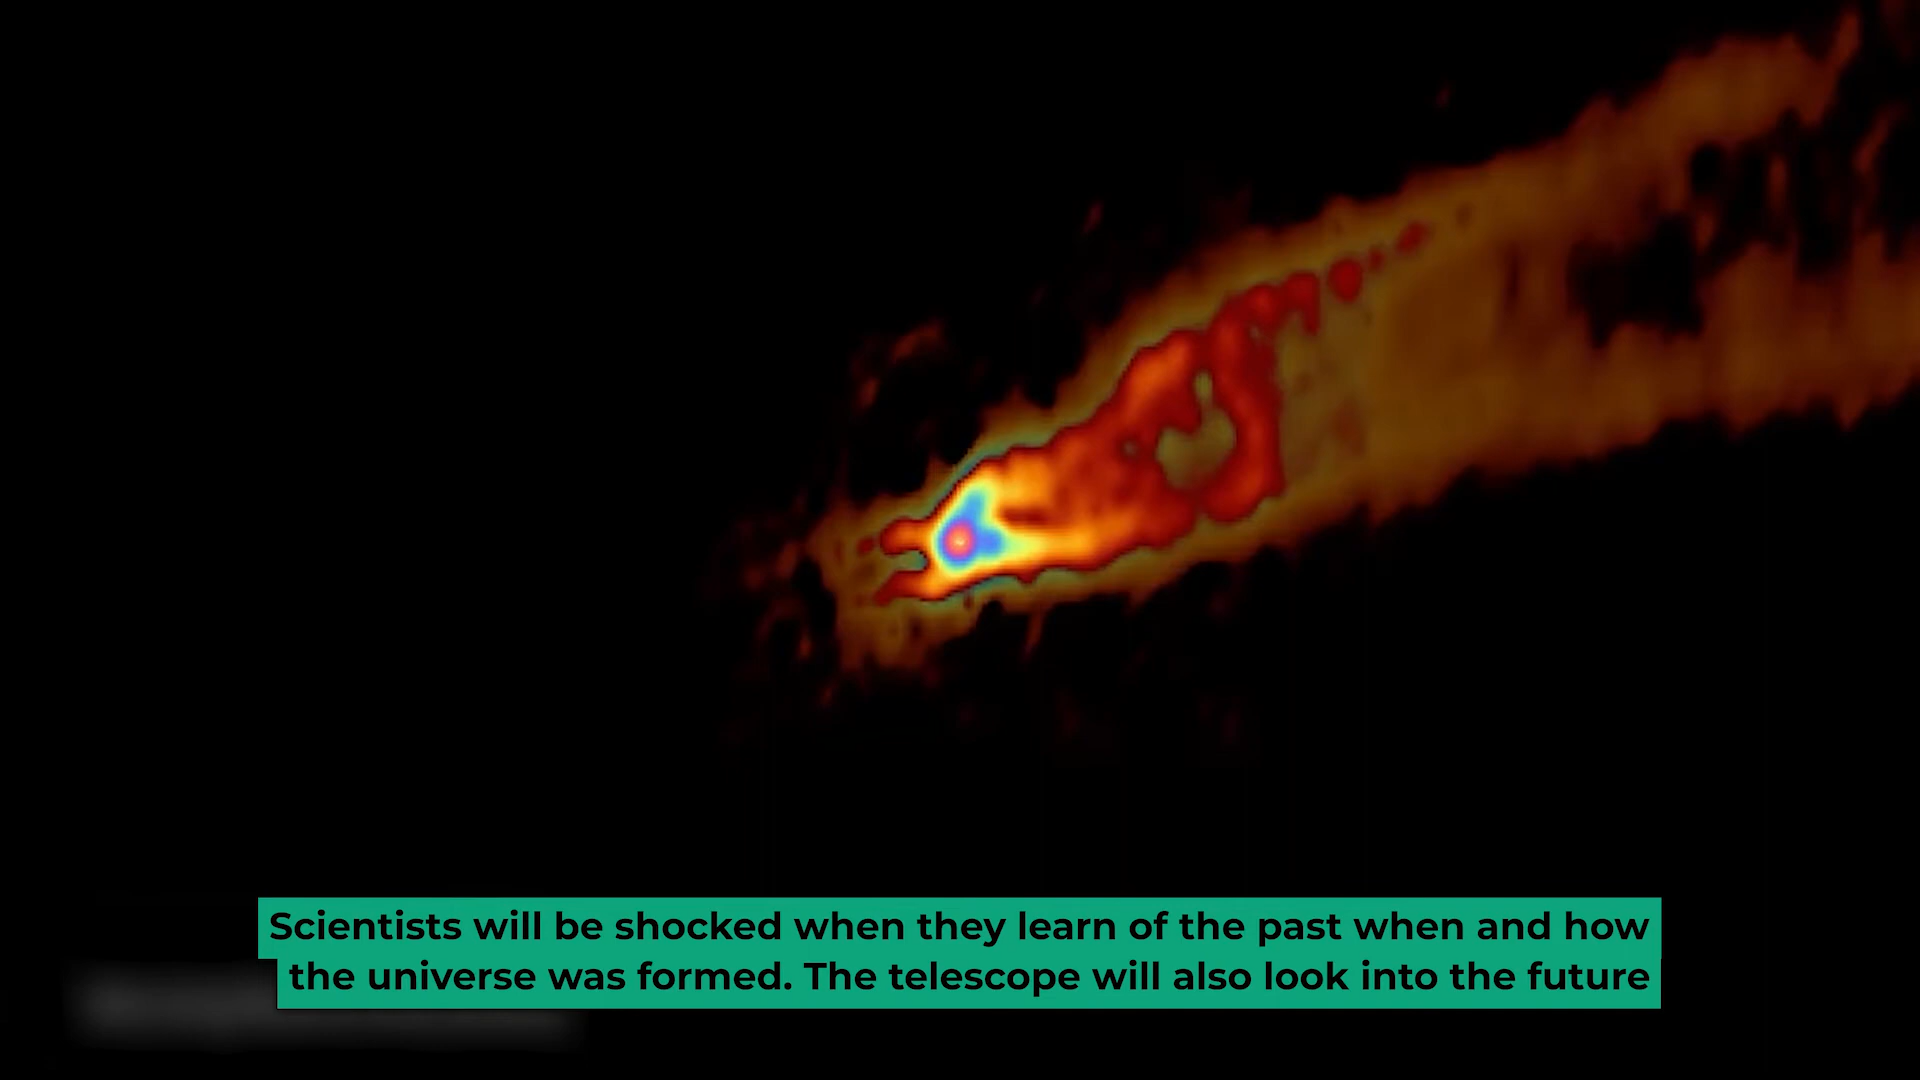 Scientists will be shocked when they learn of the past when and how
the universe was formed. The telescope will also look into the future